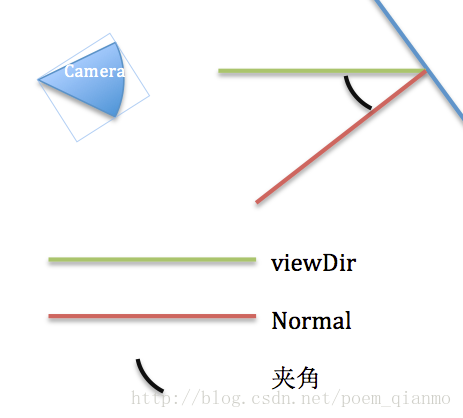 Camera
viewDir
Normal
夹角
http://blog.csdn.net/poem_qianmo